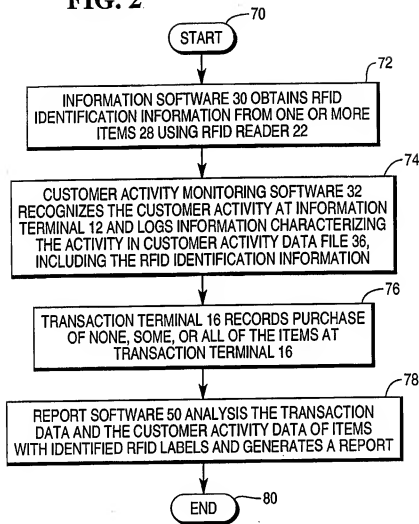 FIG. 2
70
START
72
INFORMATION SOFTWARE 30 OBTAINS RFID
IDENTIFICATION INFORMATION FROM ONE OR MORE
ITEMS 28 USING RFID READER 22
74
CUSTOMER ACTIVITY MONITORING SOFTWARE 32
RECOGNIZES THE CUSTOMER ACTIVITY AT INFORMATION
TERMINAL 12 AND LOGS INFORMATION CHARACTERIZING
THE ACTIVITY IN CUSTOMER ACTIVITY DATA FILE 36,
INCLUDING THE RFID IDENTIFICATION INFORMATION
76
TRANSACTION TERMINAL 16 RECORDS PURCHASE
OF NONE, SOME, OR ALL OF THE ITEMS AT
TRANSACTION TERMINAL 16
78
REPORT SOFTWARE 50 ANALYSIS THE TRANSACTION
DATA AND THE CUSTOMER ACTIVITY DATA OF ITEMS
WITH IDENTIFIED RFID LABELS AND GENERATES A REPORT
END
80